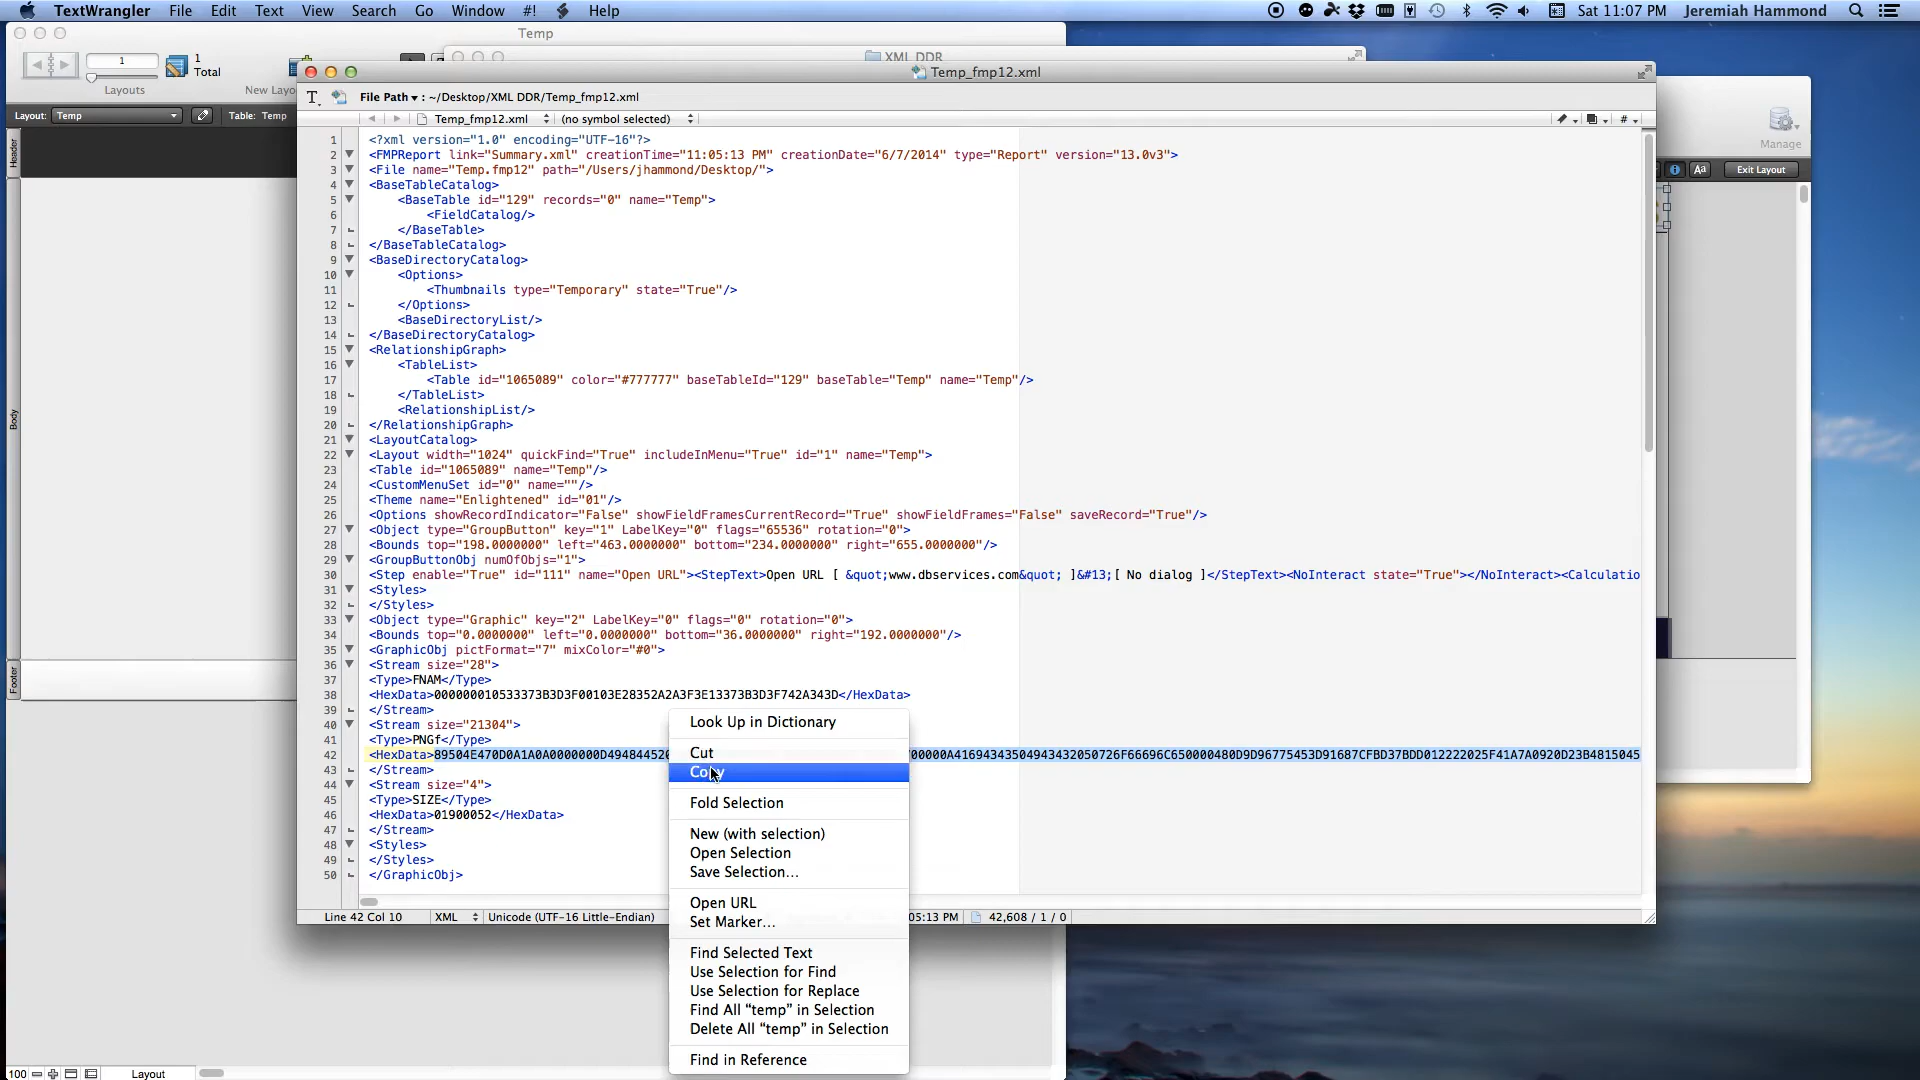 TextWrangler File Edit Text View Search Go Window #! Help Sat 11:07 PM Jeremiah Hammond
Temp
XML DDR
1
1
Total
Layouts
New Layo
Layout: Temp
Table: Temp
Header
Body
Footer
Temp_fmp12.xml
File Path ▾ : ~/Desktop/XML DDR/Temp_fmp12.xml
Temp_fmp12.xml (no symbol selected) #
Manage
Aa Exit Layout
1 <?xml version="1.0" encoding="UTF-16"?>
2 <FMPReport link="Summary.xml" creationTime="11:05:13 PM" creationDate="6/7/2014" type="Report" version="13.0v3">
3 <File name="Temp.fmp12" path="/Users/jhammond/Desktop/">
4 <BaseTableCatalog>
5 <BaseTable id="129" records="0" name="Temp">
6 <FieldCatalog/>
7 </BaseTable>
8 </BaseTableCatalog>
9 <BaseDirectoryCatalog>
10 <Options>
11 <Thumbnails type="Temporary" state="True"/>
12 </Options>
13 <BaseDirectoryList/>
14 </BaseDirectoryCatalog>
15 <RelationshipGraph>
16 <TableList>
17 <Table id="1065089" color="#777777" baseTableId="129" baseTable="Temp" name="Temp"/>
18 </TableList>
19 <RelationshipList/>
20 </RelationshipGraph>
21 <LayoutCatalog>
22 <Layout width="1024" quickFind="True" includeInMenu="True" id="1" name="Temp">
23 <Table id="1065089" name="Temp"/>
24 <CustomMenuSet id="0" name=""/>
25 <Theme name="Enlightened" id="01"/>
26 <Options showRecordIndicator="False" showFieldFramesCurrentRecord="True" showFieldFrames="False" saveRecord="True"/>
27 <Object type="GroupButton" key="1" LabelKey="0" flags="65536" rotation="0">
28 <Bounds top="198.0000000" left="463.0000000" bottom="234.0000000" right="655.0000000"/>
29 <GroupButtonObj numOfObjs="1">
30 <Step enable="True" id="111" name="Open URL"><StepText>Open URL [ &quot;www.dbservices.com&quot; ]&#13;[ No dialog ]</StepText><NoInteract state="True"></NoInteract><Calculatio
31 <Styles>
32 </Styles>
33 <Object type="Graphic" key="2" LabelKey="0" flags="0" rotation="0">
34 <Bounds top="0.0000000" left="0.0000000" bottom="36.0000000" right="192.0000000"/>
35 <GraphicObj pictFormat="7" mixColor="#0">
36 <Stream size="28">
37 <Type>FNAM</Type>
38 <HexData>000000010533373B3D3F00103E28352A2A3F3E13373B3D3F742A343D</HexData>
39 </Stream>
40 <Stream size="21304">
41 <Type>PNGf</Type>
42 <HexData>89504E470D0A1A0A0000000D494844520 00000A41694343504943432050726F66696C650000480D9D96775453D91687CFBD37BDD012222025F41A7A0920D23B4815045
43 </Stream>
44 <Stream size="4">
45 <Type>SIZE</Type>
46 <HexData>01900052</HexData>
47 </Stream>
48 <Styles>
49 </Styles>
50 </GraphicObj>
Look Up in Dictionary
Cut
Copy
Fold Selection
New (with selection)
Open Selection
Save Selection...
Open URL
Set Marker...
Find Selected Text
Use Selection for Find
Use Selection for Replace
Find All “temp” in Selection
Delete All “temp” in Selection
Find in Reference
Line 42 Col 10 XML Unicode (UTF-16 Little-Endian) 05:13 PM 42,608 / 1 / 0
100 Layout